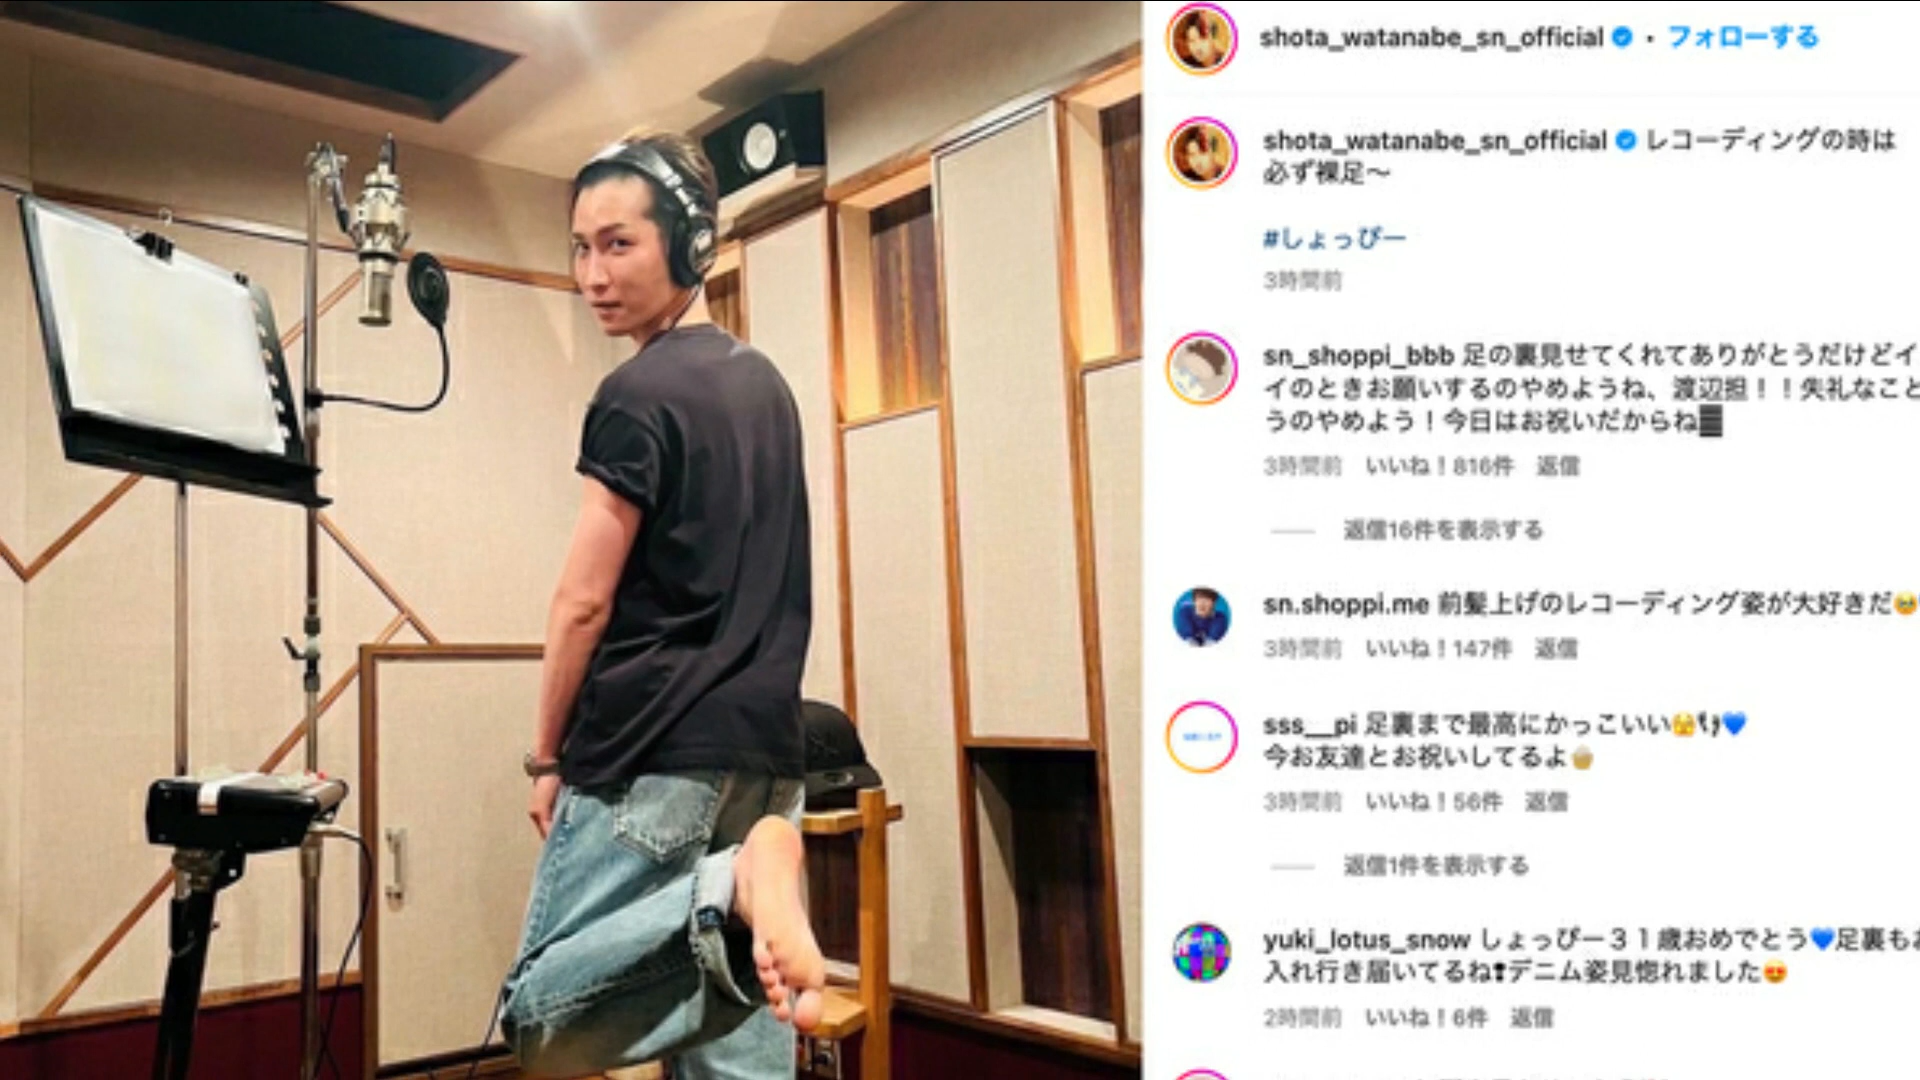 shota_watanabe_sn_official • フォローする
shota_watanabe_sn_official レコーディングの時は
必ず裸足〜
#しょっぴー
3時間前
sn_shoppi_bbb 足の裏見せてくれてありがとうだけどイ
イのときお願いするのやめようね、渡辺担！！失礼なこと
うのやめよう！今日はお祝いだからね
3時間前 いいね！816件 返信
返信16件を表示する
sn.shoppi.me 前髪上げのレコーディング姿が大好きだ🥹
3時間前 いいね！147件 返信
sss__pi 足裏まで最高にかっこいい🫣💙
今お友達とお祝いしてるよ🍻
3時間前 いいね！56件 返信
返信1件を表示する
yuki_lotus_snow しょっぴー３１歳おめでとう💙足裏もお
入れ行き届いてるね❣デニム姿見惚れました😍
2時間前 いいね！6件 返信